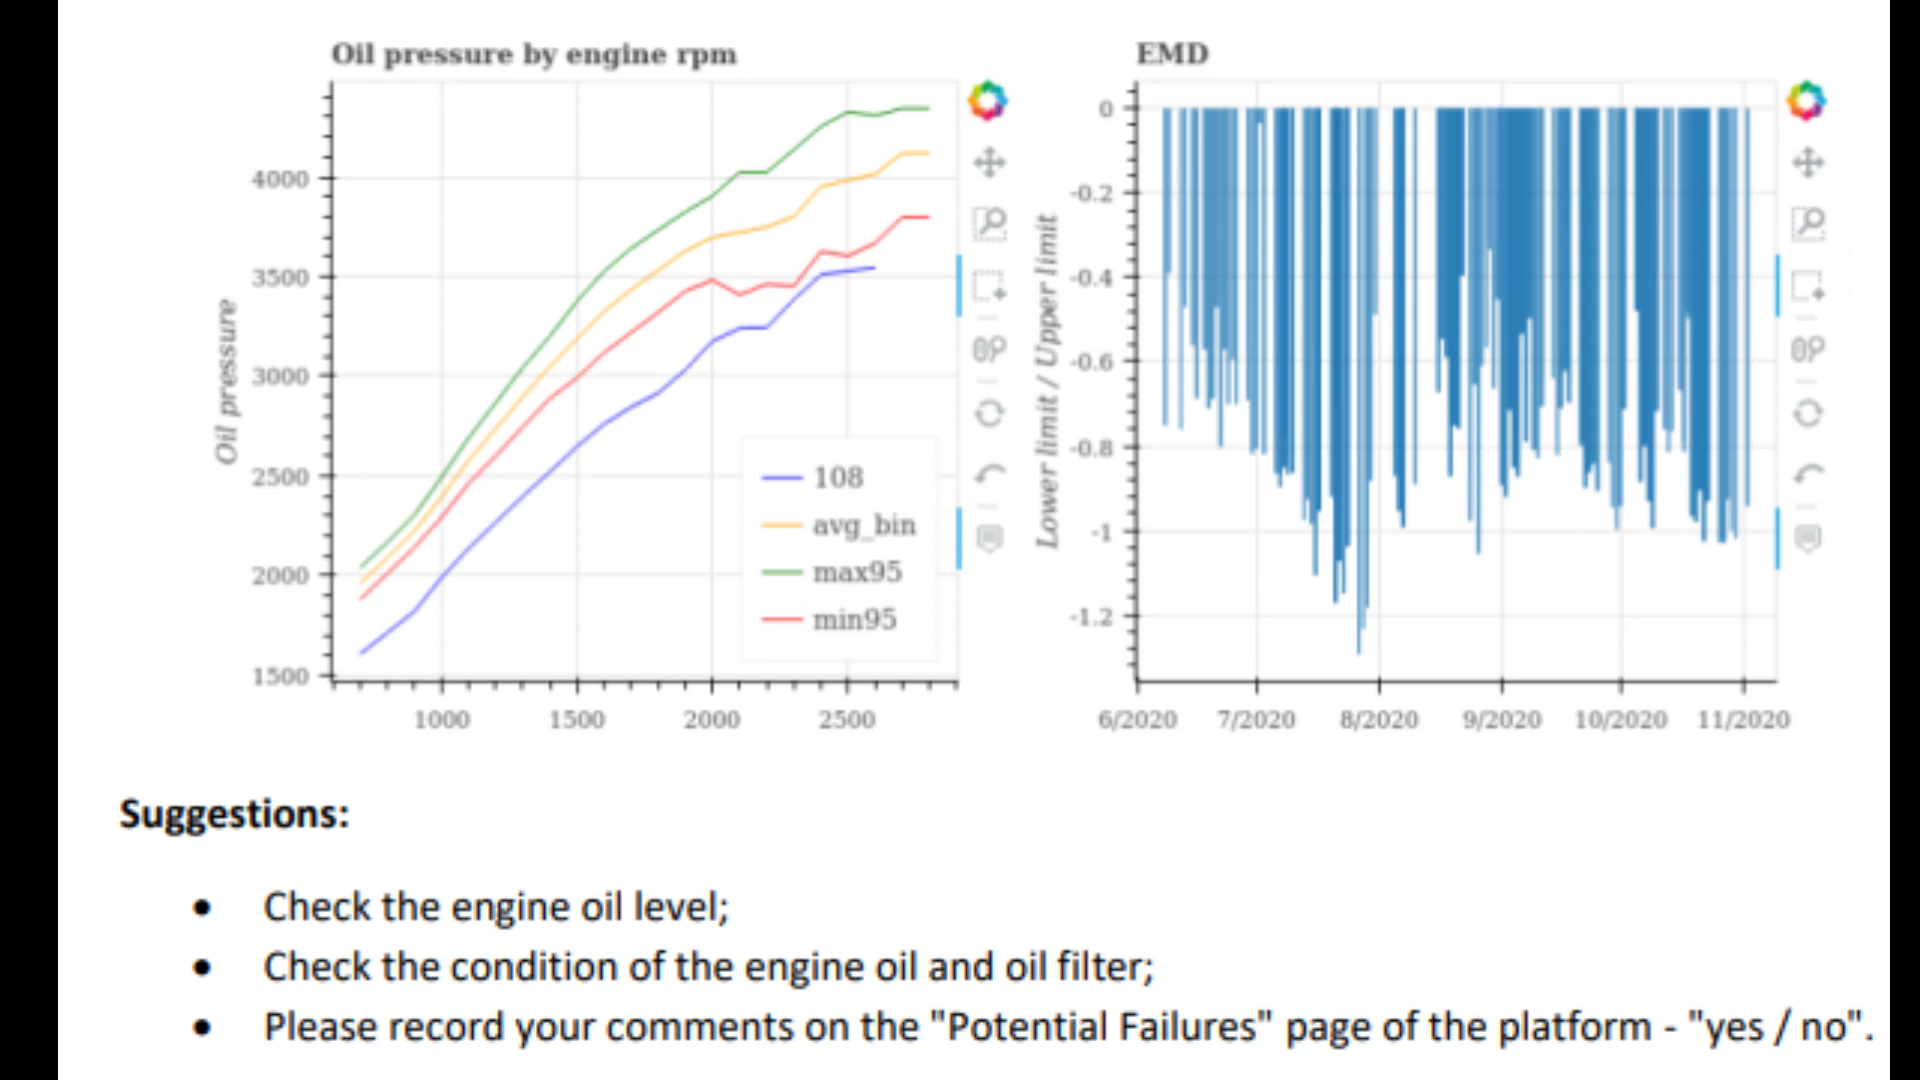 Oil pressure by engine rpm
4000
3500
3000
2500
2000
1500
Oil pressure
108
avg_bin
max95
min95
1000 1500 2000 2500
EMD
0
-0.2
-0.4
-0.6
-0.8
-1
-1.2
Lower limit / Upper limit
6/2020 7/2020 8/2020 9/2020 10/2020 11/2020
Suggestions:
• Check the engine oil level;
• Check the condition of the engine oil and oil filter;
• Please record your comments on the "Potential Failures" page of the platform - "yes / no".